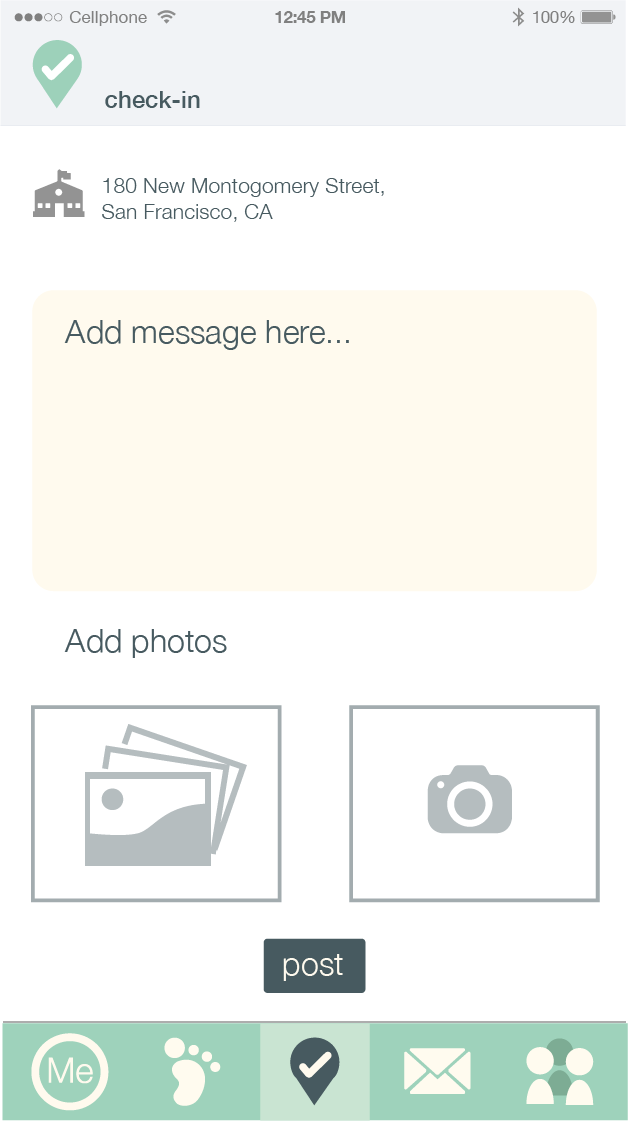 Cellphone 12:45 PM 100%
check-in
180 New Montogomery Street,
San Francisco, CA
Add message here...
Add photos
post
Me